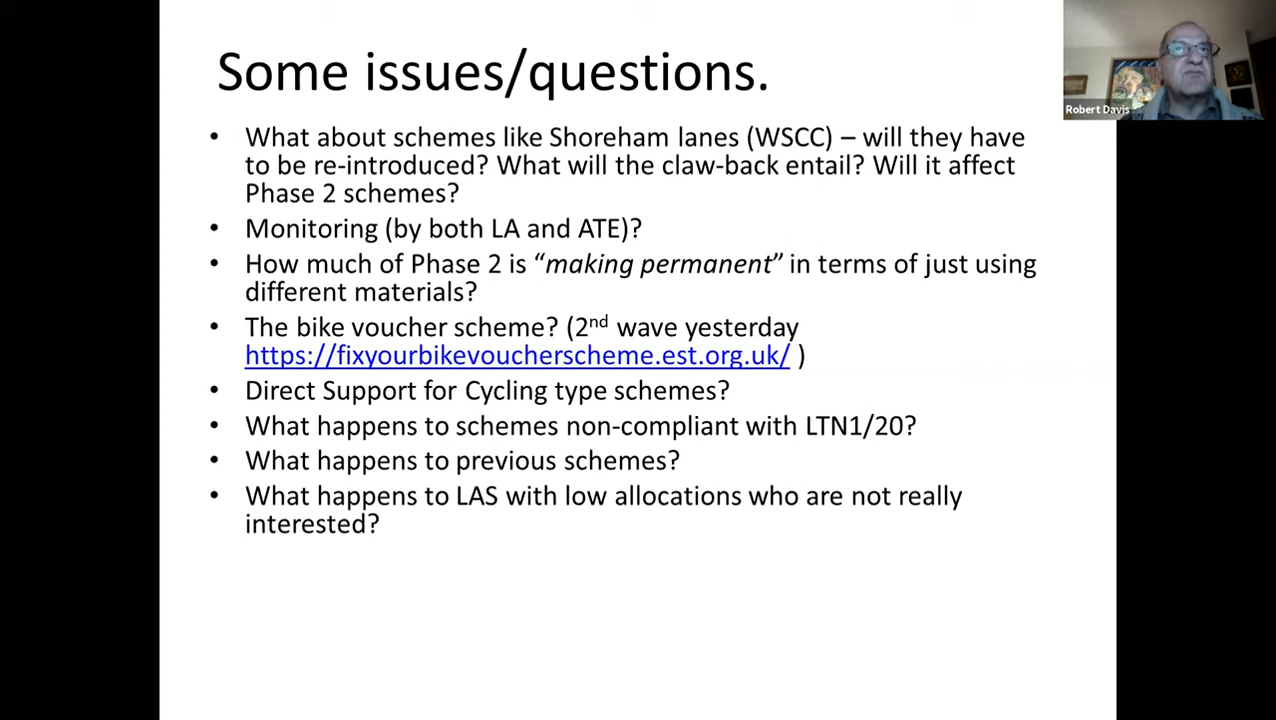 Some issues/questions.
Robert Davis
• What about schemes like Shoreham lanes (WSCC) – will they have
to be re-introduced? What will the claw-back entail? Will it affect
Phase 2 schemes?
• Monitoring (by both LA and ATE)?
• How much of Phase 2 is “making permanent” in terms of just using
different materials?
• The bike voucher scheme? (2nd wave yesterday
https://fixyourbikevoucherscheme.est.org.uk/ )
• Direct Support for Cycling type schemes?
• What happens to schemes non-compliant with LTN1/20?
• What happens to previous schemes?
• What happens to LAS with low allocations who are not really
interested?